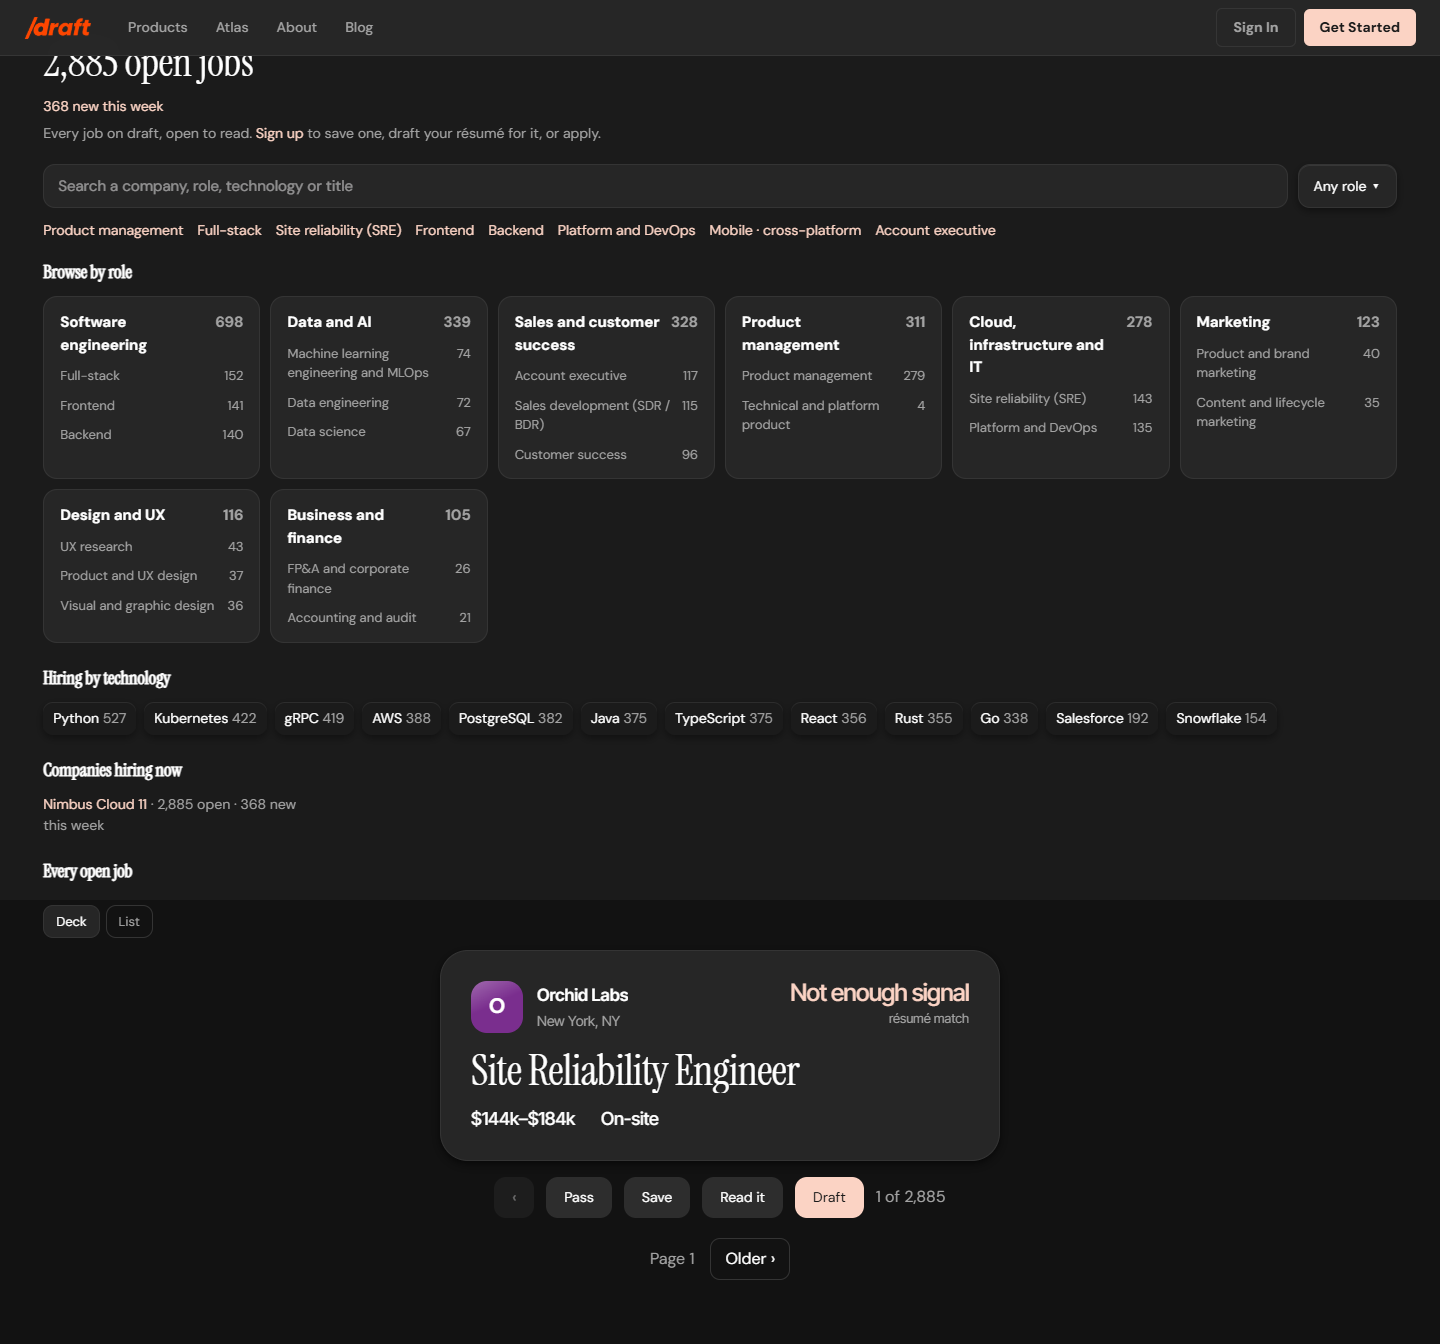 /draft
Products
Atlas
About
Blog
Sign In
Get Started
2,885 open jobs
368 new this week
Every job on draft, open to read. Sign up to save one, draft your résumé for it, or apply.
Search a company, role, technology or title
Any role ▾
Product management
Full-stack
Site reliability (SRE)
Frontend
Backend
Platform and DevOps
Mobile · cross-platform
Account executive
Browse by role
Software engineering 698
Full-stack 152
Frontend 141
Backend 140
Data and AI 339
Machine learning engineering and MLOps 74
Data engineering 72
Data science 67
Sales and customer success 328
Account executive 117
Sales development (SDR / BDR) 115
Customer success 96
Product management 311
Product management 279
Technical and platform product 4
Cloud, infrastructure and IT 278
Site reliability (SRE) 143
Platform and DevOps 135
Marketing 123
Product and brand marketing 40
Content and lifecycle marketing 35
Design and UX 116
UX research 43
Product and UX design 37
Visual and graphic design 36
Business and finance 105
FP&A and corporate finance 26
Accounting and audit 21
Hiring by technology
Python 527
Kubernetes 422
gRPC 419
AWS 388
PostgreSQL 382
Java 375
TypeScript 375
React 356
Rust 355
Go 338
Salesforce 192
Snowflake 154
Companies hiring now
Nimbus Cloud 11 · 2,885 open · 368 new
this week
Every open job
Deck
List
O
Orchid Labs
New York, NY
Not enough signal
résumé match
Site Reliability Engineer
$144k–$184k
On-site
‹
Pass
Save
Read it
Draft
1 of 2,885
Page 1
Older ›